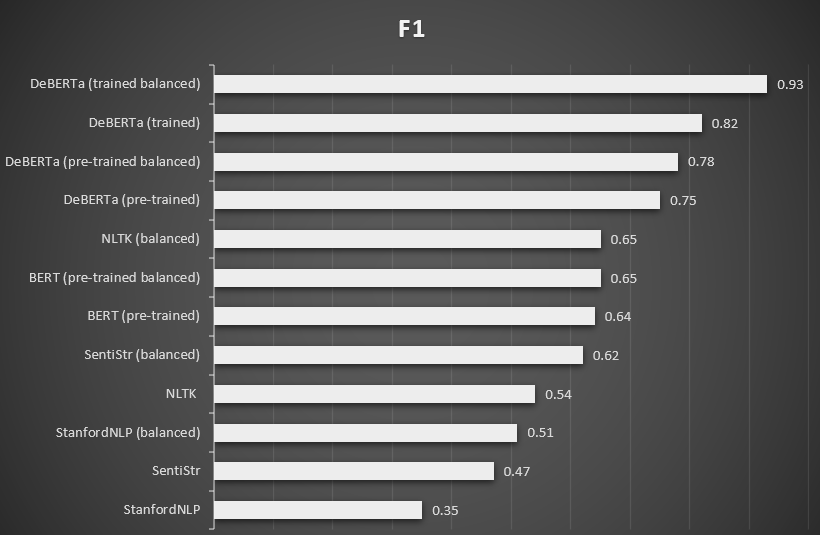 F1
DeBERTa (trained balanced) 0.93
DeBERTa (trained) 0.82
DeBERTa (pre-trained balanced) 0.78
DeBERTa (pre-trained) 0.75
NLTK (balanced) 0.65
BERT (pre-trained balanced) 0.65
BERT (pre-trained) 0.64
SentiStr (balanced) 0.62
NLTK 0.54
StanfordNLP (balanced) 0.51
SentiStr 0.47
StanfordNLP 0.35